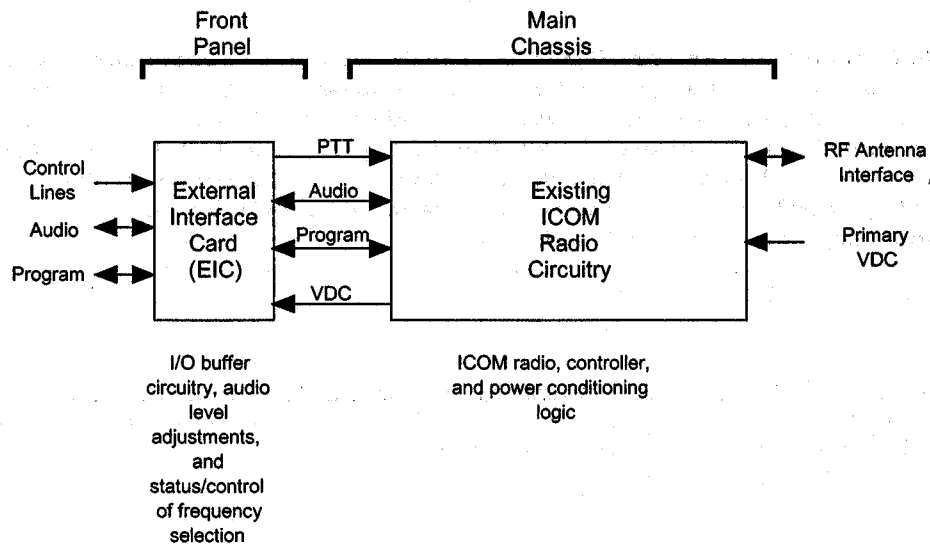 Front
Panel
Main
Chassis
Control
Lines
Audio
Program
External
Interface
Card
(EIC)
PTT
Audio
Program
VDC
Existing
ICOM
Radio
Circuitry
RF Antenna
Interface
Primary
VDC
I/O buffer
circuitry, audio
level
adjustments,
and
status/control
of frequency
selection
ICOM radio, controller,
and power conditioning
logic